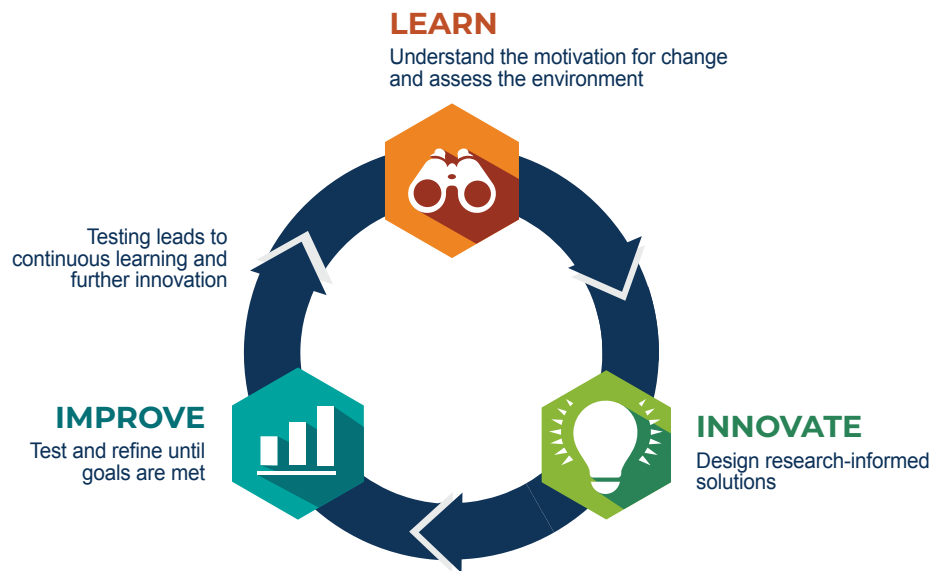 LEARN
Understand the motivation for change
and assess the environment
Testing leads to
continuous learning and
further innovation
IMPROVE
Test and refine until
goals are met
INNOVATE
Design research-informed
solutions